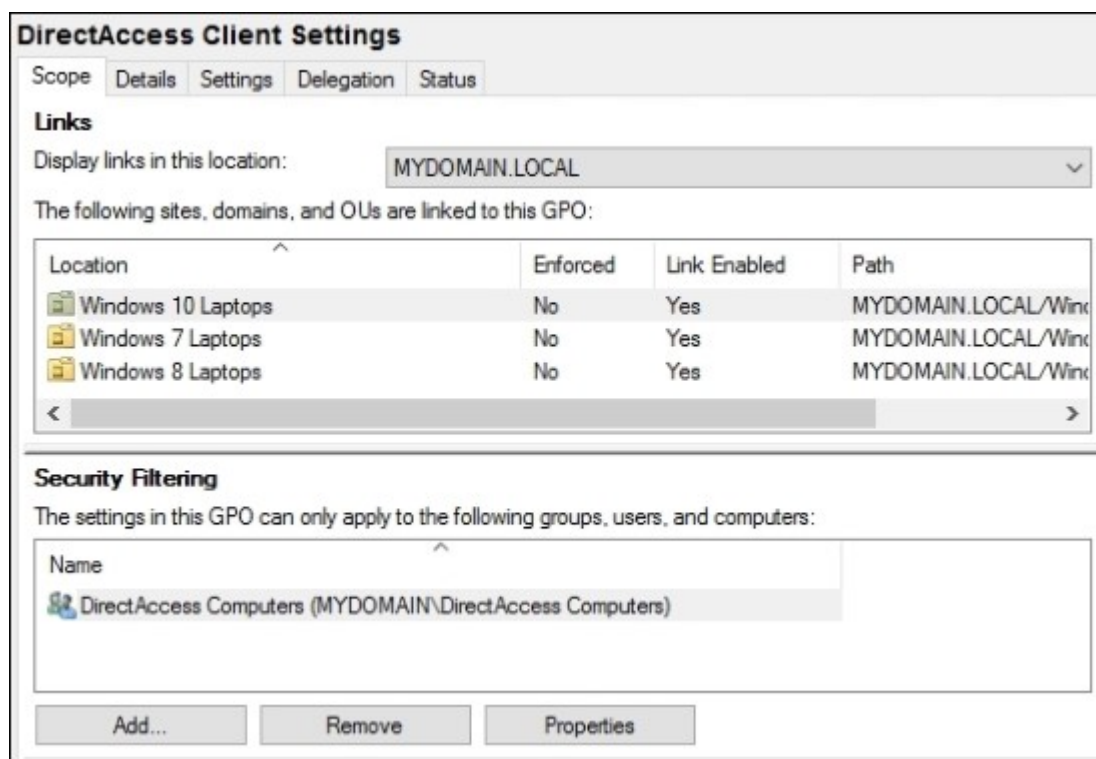 DirectAccess Client Settings
Scope Details Settings Delegation Status
Links
Display links in this location: MYDOMAIN.LOCAL
The following sites, domains, and OUs are linked to this GPO:
Location Enforced Link Enabled Path
Windows 10 Laptops No Yes MYDOMAIN.LOCAL/Wind
Windows 7 Laptops No Yes MYDOMAIN.LOCAL/Wind
Windows 8 Laptops No Yes MYDOMAIN.LOCAL/Wind
Security Filtering
The settings in this GPO can only apply to the following groups, users, and computers:
Name
DirectAccess Computers (MYDOMAIN\DirectAccess Computers)
Add... Remove Properties